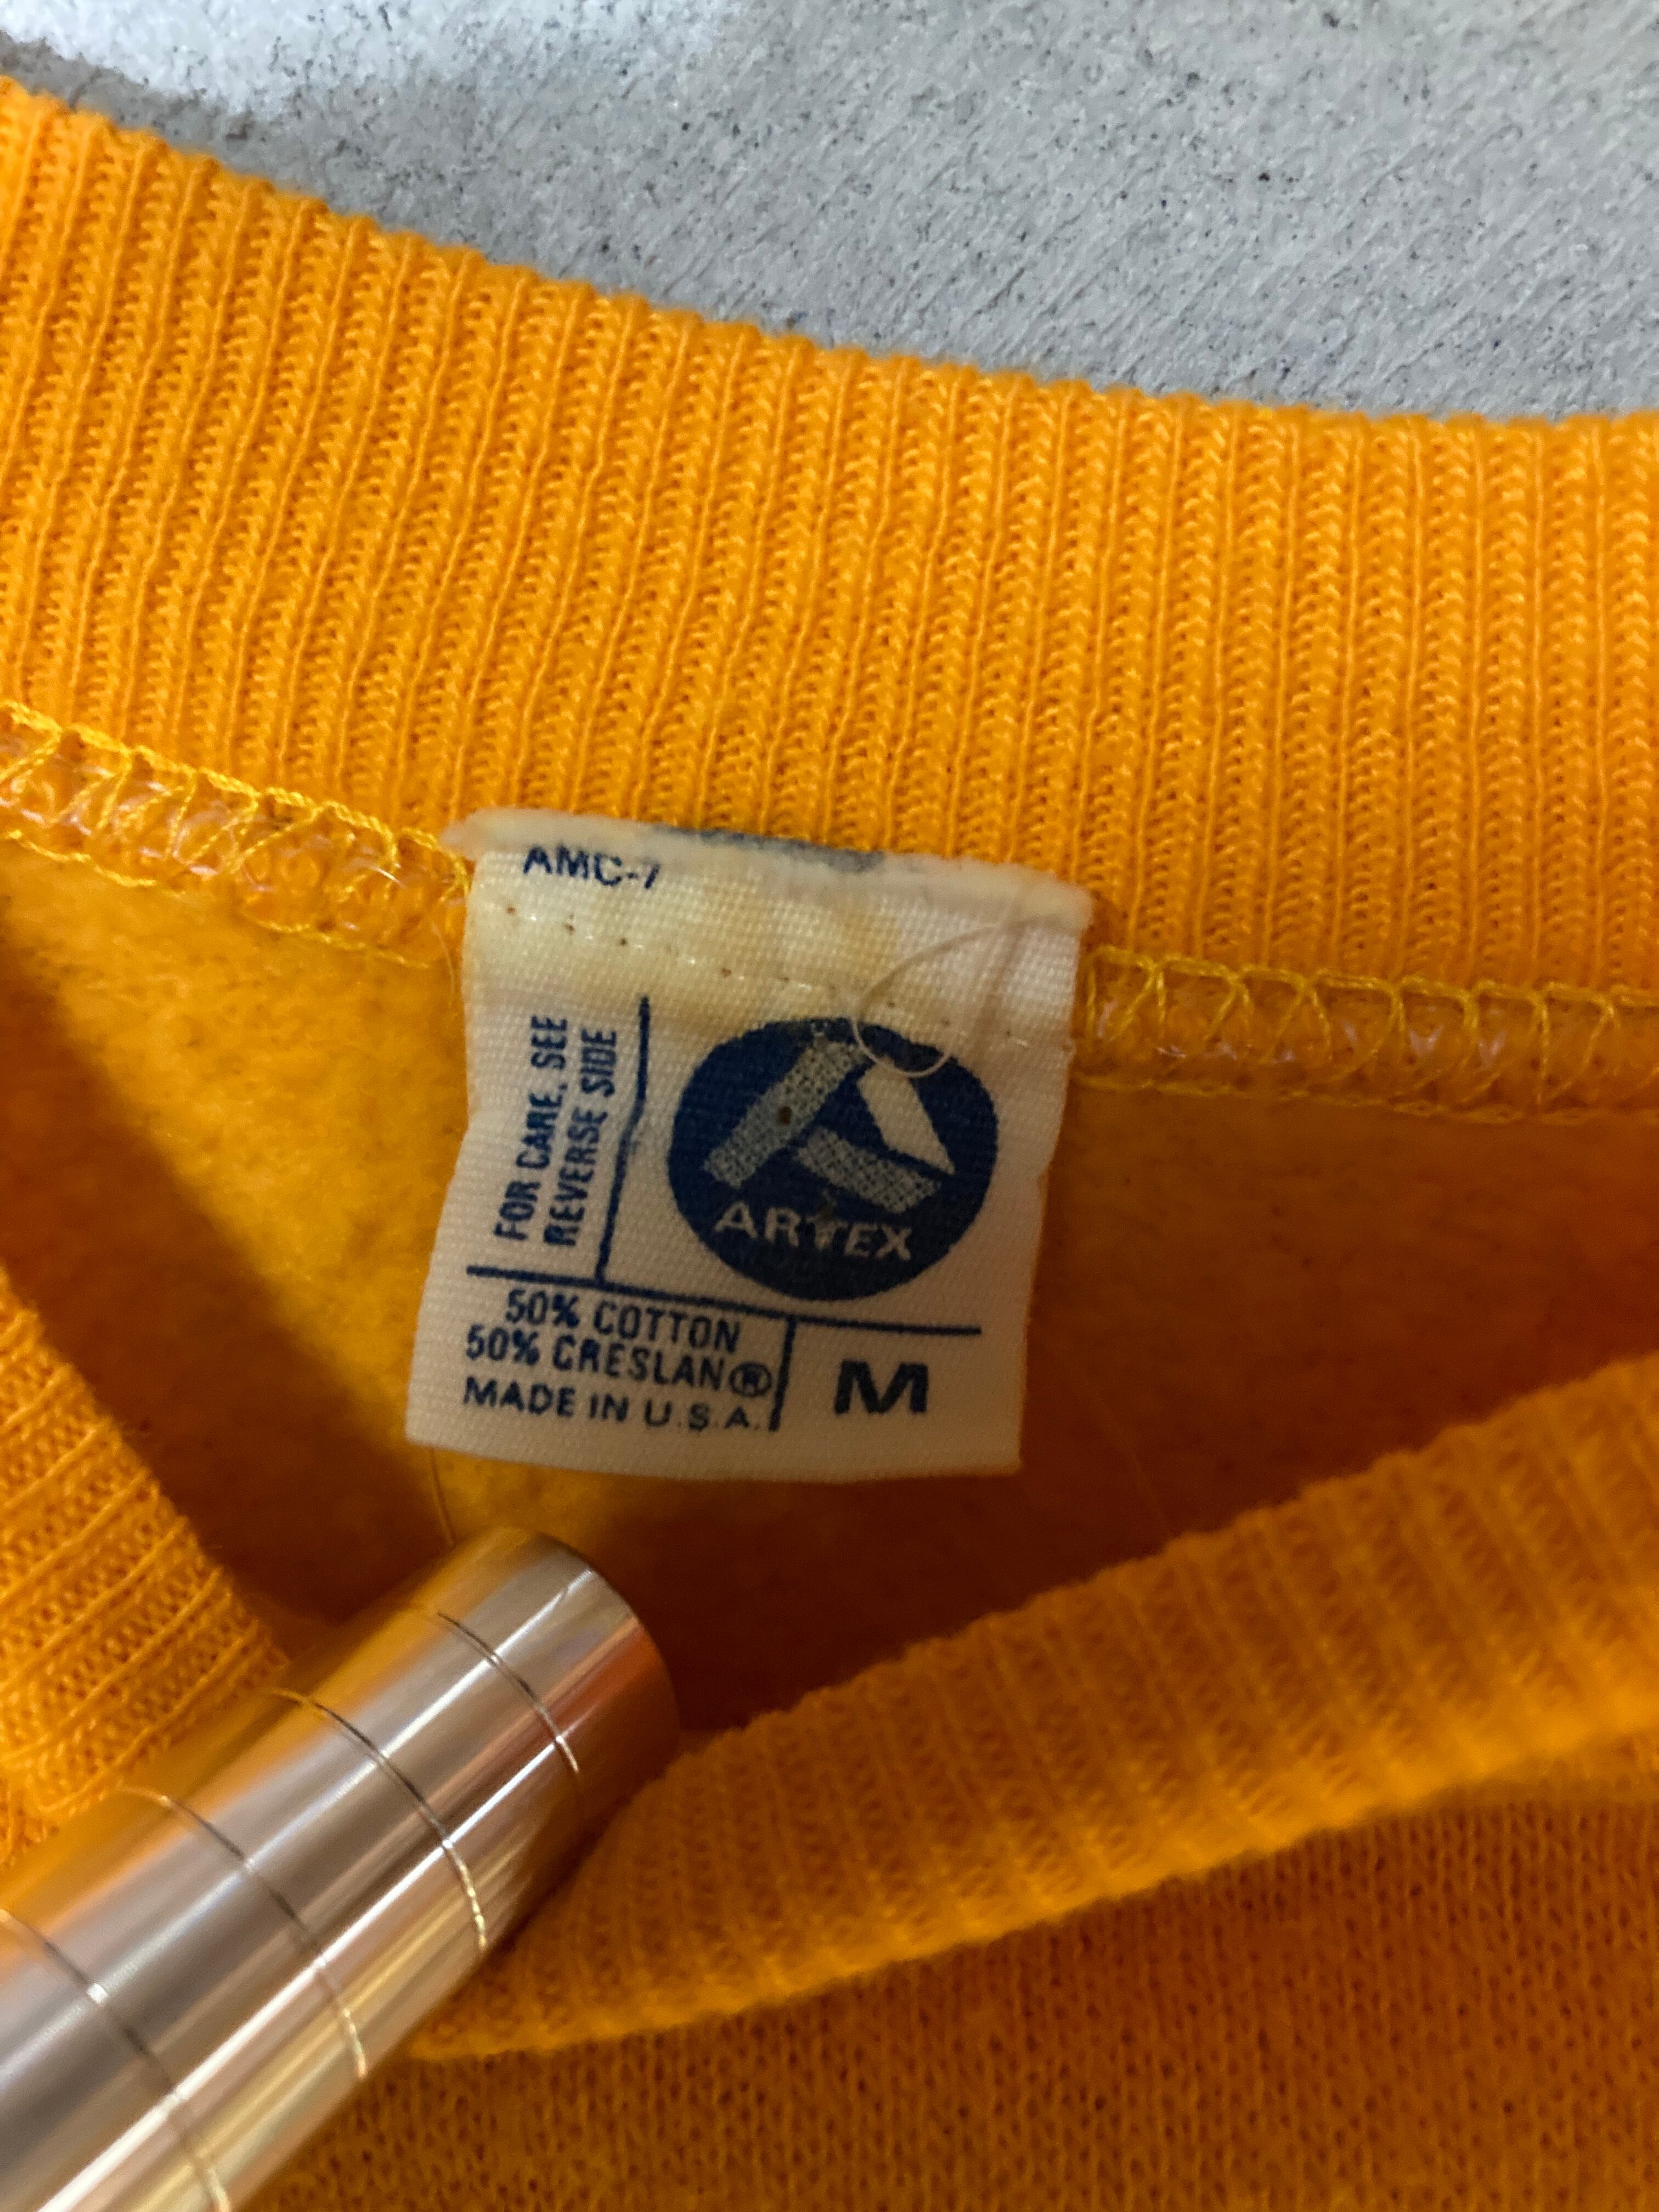 AMC-7
FOR CARE, SEE
REVERSE SIDE
ARTEX
50% COTTON
50% CRESLAN®
MADE IN U.S.A.
M